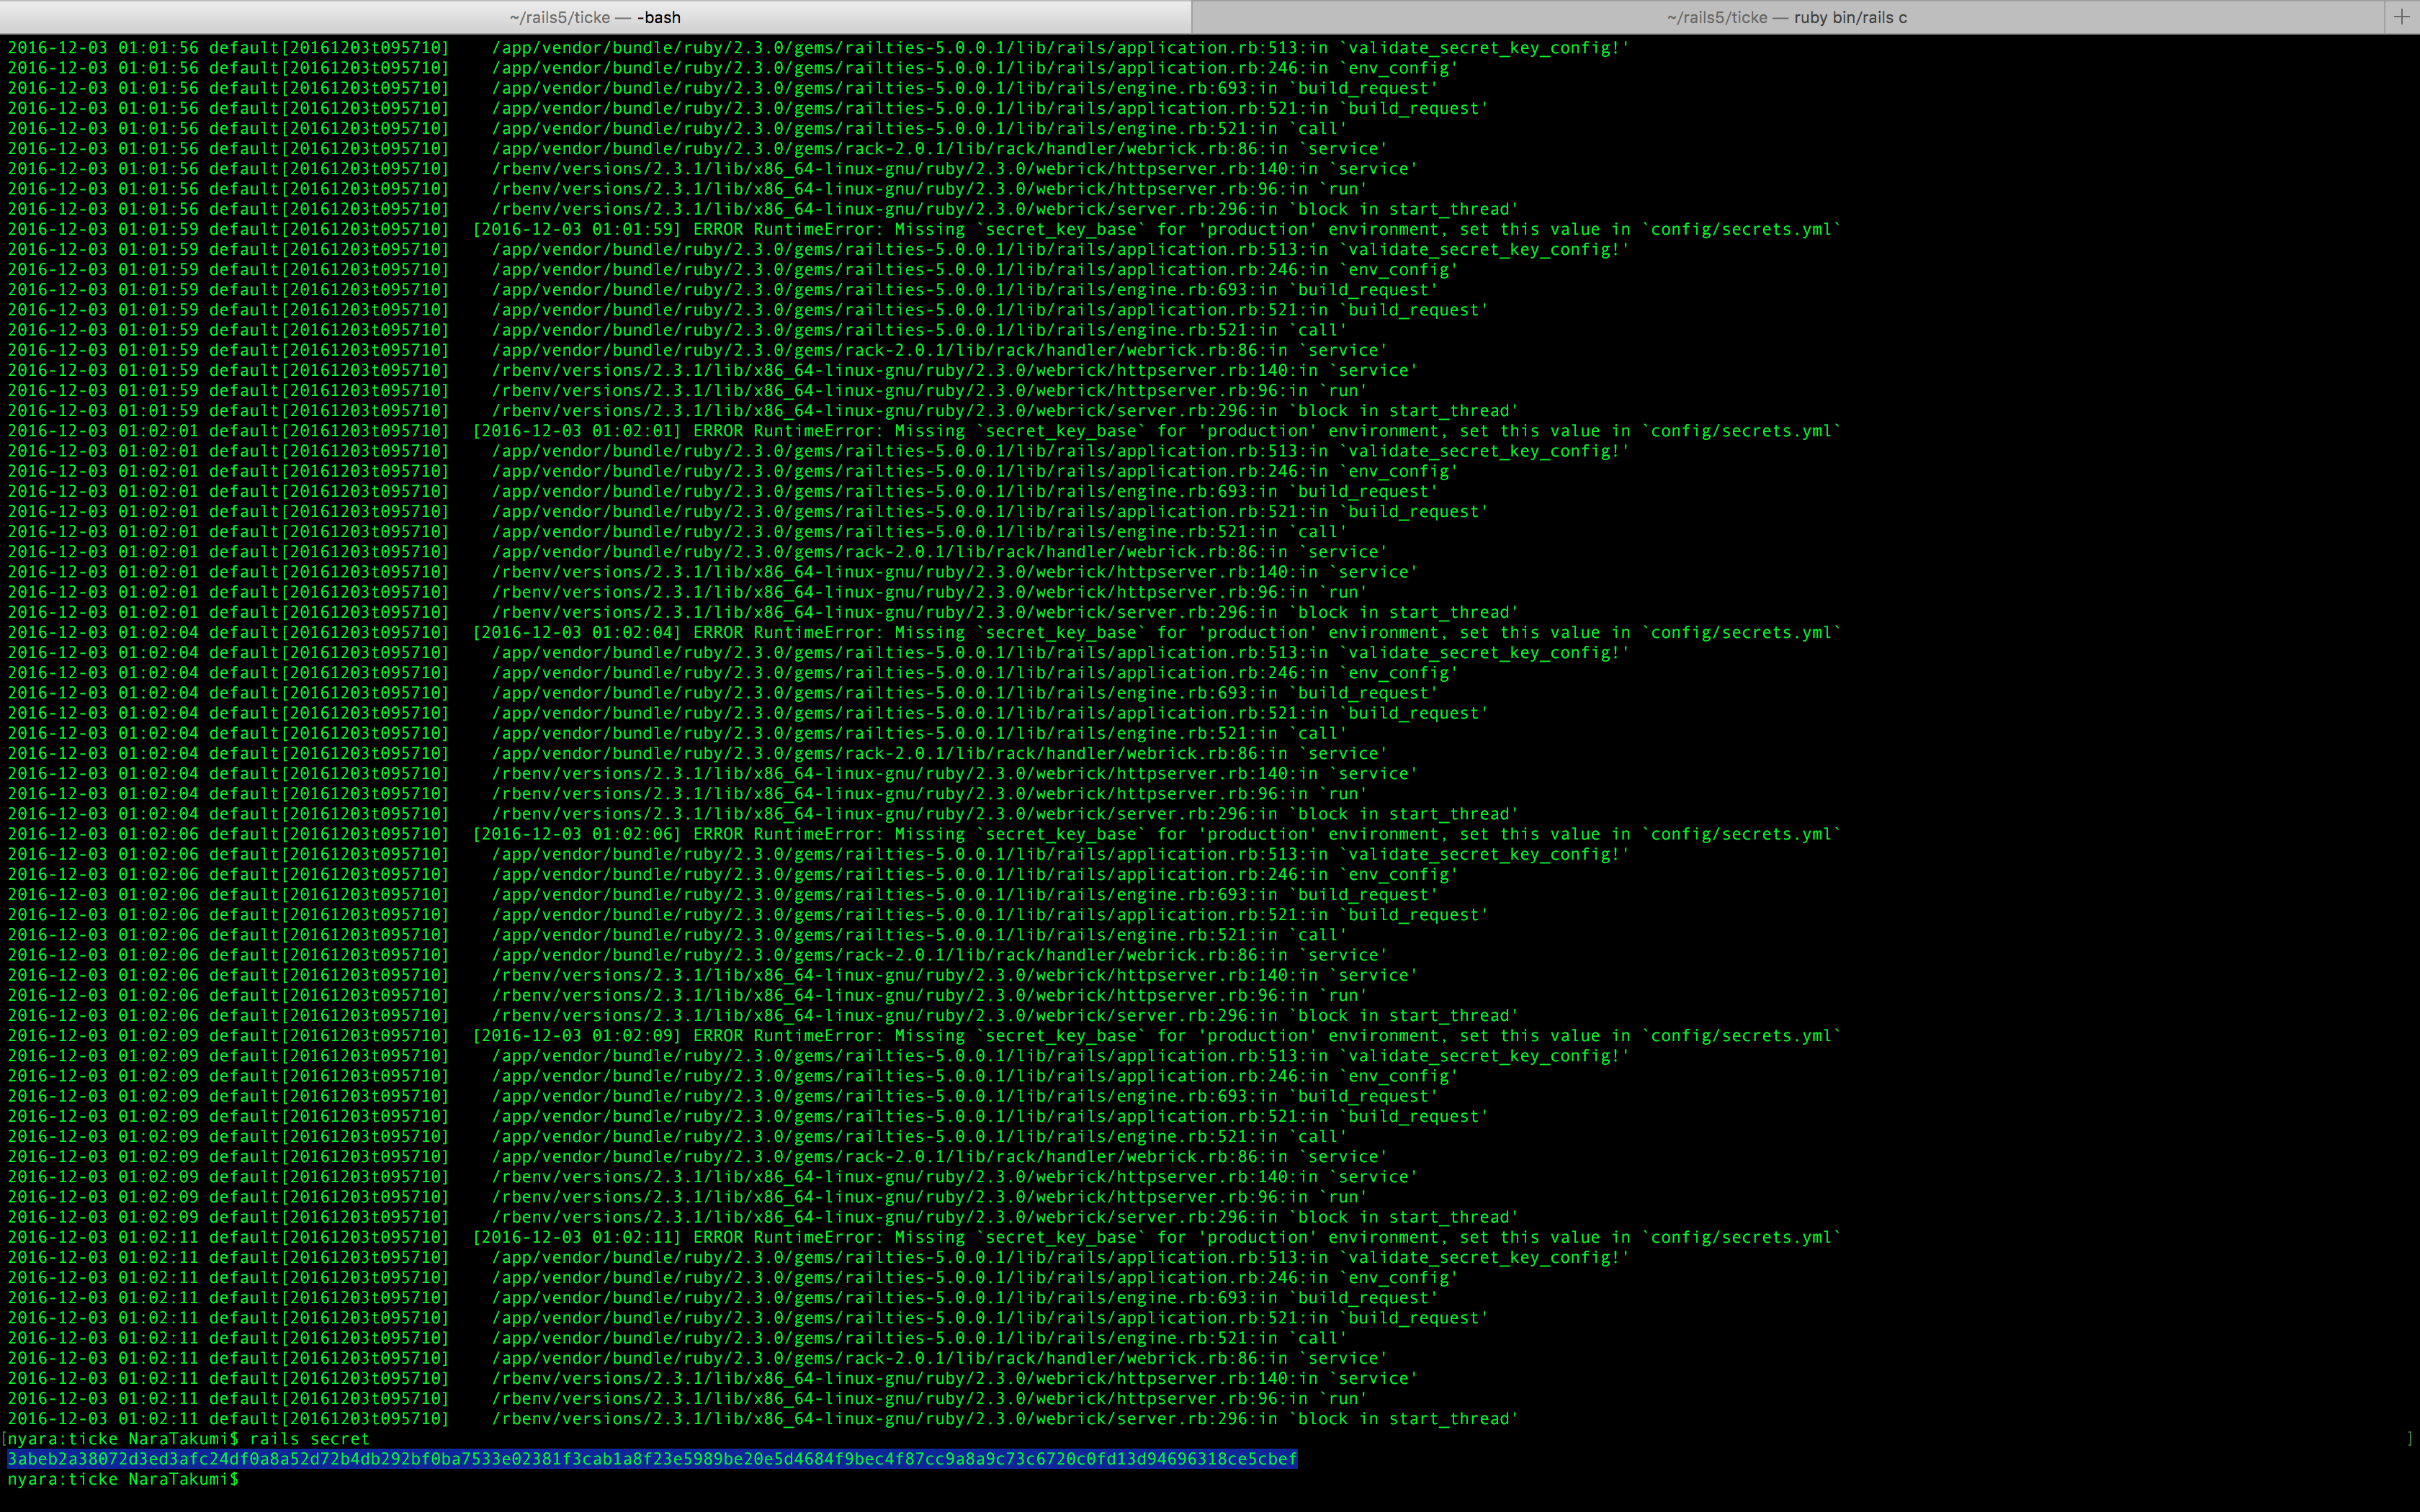 ~/rails5/ticke — -bash
~/rails5/ticke — ruby bin/rails c
2016-12-03 01:01:56 default[20161203t095710] /app/vendor/bundle/ruby/2.3.0/gems/railties-5.0.0.1/lib/rails/application.rb:513:in `validate_secret_key_config!'
2016-12-03 01:01:56 default[20161203t095710] /app/vendor/bundle/ruby/2.3.0/gems/railties-5.0.0.1/lib/rails/application.rb:246:in `env_config'
2016-12-03 01:01:56 default[20161203t095710] /app/vendor/bundle/ruby/2.3.0/gems/railties-5.0.0.1/lib/rails/engine.rb:693:in `build_request'
2016-12-03 01:01:56 default[20161203t095710] /app/vendor/bundle/ruby/2.3.0/gems/railties-5.0.0.1/lib/rails/application.rb:521:in `build_request'
2016-12-03 01:01:56 default[20161203t095710] /app/vendor/bundle/ruby/2.3.0/gems/railties-5.0.0.1/lib/rails/engine.rb:521:in `call'
2016-12-03 01:01:56 default[20161203t095710] /app/vendor/bundle/ruby/2.3.0/gems/rack-2.0.1/lib/rack/handler/webrick.rb:86:in `service'
2016-12-03 01:01:56 default[20161203t095710] /rbenv/versions/2.3.1/lib/x86_64-linux-gnu/ruby/2.3.0/webrick/httpserver.rb:140:in `service'
2016-12-03 01:01:56 default[20161203t095710] /rbenv/versions/2.3.1/lib/x86_64-linux-gnu/ruby/2.3.0/webrick/httpserver.rb:96:in `run'
2016-12-03 01:01:56 default[20161203t095710] /rbenv/versions/2.3.1/lib/x86_64-linux-gnu/ruby/2.3.0/webrick/server.rb:296:in `block in start_thread'
2016-12-03 01:01:59 default[20161203t095710] [2016-12-03 01:01:59] ERROR RuntimeError: Missing `secret_key_base` for 'production' environment, set this value in `config/secrets.yml`
2016-12-03 01:01:59 default[20161203t095710] /app/vendor/bundle/ruby/2.3.0/gems/railties-5.0.0.1/lib/rails/application.rb:513:in `validate_secret_key_config!'
2016-12-03 01:01:59 default[20161203t095710] /app/vendor/bundle/ruby/2.3.0/gems/railties-5.0.0.1/lib/rails/application.rb:246:in `env_config'
2016-12-03 01:01:59 default[20161203t095710] /app/vendor/bundle/ruby/2.3.0/gems/railties-5.0.0.1/lib/rails/engine.rb:693:in `build_request'
2016-12-03 01:01:59 default[20161203t095710] /app/vendor/bundle/ruby/2.3.0/gems/railties-5.0.0.1/lib/rails/application.rb:521:in `build_request'
2016-12-03 01:01:59 default[20161203t095710] /app/vendor/bundle/ruby/2.3.0/gems/railties-5.0.0.1/lib/rails/engine.rb:521:in `call'
2016-12-03 01:01:59 default[20161203t095710] /app/vendor/bundle/ruby/2.3.0/gems/rack-2.0.1/lib/rack/handler/webrick.rb:86:in `service'
2016-12-03 01:01:59 default[20161203t095710] /rbenv/versions/2.3.1/lib/x86_64-linux-gnu/ruby/2.3.0/webrick/httpserver.rb:140:in `service'
2016-12-03 01:01:59 default[20161203t095710] /rbenv/versions/2.3.1/lib/x86_64-linux-gnu/ruby/2.3.0/webrick/httpserver.rb:96:in `run'
2016-12-03 01:01:59 default[20161203t095710] /rbenv/versions/2.3.1/lib/x86_64-linux-gnu/ruby/2.3.0/webrick/server.rb:296:in `block in start_thread'
2016-12-03 01:02:01 default[20161203t095710] [2016-12-03 01:02:01] ERROR RuntimeError: Missing `secret_key_base` for 'production' environment, set this value in `config/secrets.yml`
2016-12-03 01:02:01 default[20161203t095710] /app/vendor/bundle/ruby/2.3.0/gems/railties-5.0.0.1/lib/rails/application.rb:513:in `validate_secret_key_config!'
2016-12-03 01:02:01 default[20161203t095710] /app/vendor/bundle/ruby/2.3.0/gems/railties-5.0.0.1/lib/rails/application.rb:246:in `env_config'
2016-12-03 01:02:01 default[20161203t095710] /app/vendor/bundle/ruby/2.3.0/gems/railties-5.0.0.1/lib/rails/engine.rb:693:in `build_request'
2016-12-03 01:02:01 default[20161203t095710] /app/vendor/bundle/ruby/2.3.0/gems/railties-5.0.0.1/lib/rails/application.rb:521:in `build_request'
2016-12-03 01:02:01 default[20161203t095710] /app/vendor/bundle/ruby/2.3.0/gems/railties-5.0.0.1/lib/rails/engine.rb:521:in `call'
2016-12-03 01:02:01 default[20161203t095710] /app/vendor/bundle/ruby/2.3.0/gems/rack-2.0.1/lib/rack/handler/webrick.rb:86:in `service'
2016-12-03 01:02:01 default[20161203t095710] /rbenv/versions/2.3.1/lib/x86_64-linux-gnu/ruby/2.3.0/webrick/httpserver.rb:140:in `service'
2016-12-03 01:02:01 default[20161203t095710] /rbenv/versions/2.3.1/lib/x86_64-linux-gnu/ruby/2.3.0/webrick/httpserver.rb:96:in `run'
2016-12-03 01:02:01 default[20161203t095710] /rbenv/versions/2.3.1/lib/x86_64-linux-gnu/ruby/2.3.0/webrick/server.rb:296:in `block in start_thread'
2016-12-03 01:02:04 default[20161203t095710] [2016-12-03 01:02:04] ERROR RuntimeError: Missing `secret_key_base` for 'production' environment, set this value in `config/secrets.yml`
2016-12-03 01:02:04 default[20161203t095710] /app/vendor/bundle/ruby/2.3.0/gems/railties-5.0.0.1/lib/rails/application.rb:513:in `validate_secret_key_config!'
2016-12-03 01:02:04 default[20161203t095710] /app/vendor/bundle/ruby/2.3.0/gems/railties-5.0.0.1/lib/rails/application.rb:246:in `env_config'
2016-12-03 01:02:04 default[20161203t095710] /app/vendor/bundle/ruby/2.3.0/gems/railties-5.0.0.1/lib/rails/engine.rb:693:in `build_request'
2016-12-03 01:02:04 default[20161203t095710] /app/vendor/bundle/ruby/2.3.0/gems/railties-5.0.0.1/lib/rails/application.rb:521:in `build_request'
2016-12-03 01:02:04 default[20161203t095710] /app/vendor/bundle/ruby/2.3.0/gems/railties-5.0.0.1/lib/rails/engine.rb:521:in `call'
2016-12-03 01:02:04 default[20161203t095710] /app/vendor/bundle/ruby/2.3.0/gems/rack-2.0.1/lib/rack/handler/webrick.rb:86:in `service'
2016-12-03 01:02:04 default[20161203t095710] /rbenv/versions/2.3.1/lib/x86_64-linux-gnu/ruby/2.3.0/webrick/httpserver.rb:140:in `service'
2016-12-03 01:02:04 default[20161203t095710] /rbenv/versions/2.3.1/lib/x86_64-linux-gnu/ruby/2.3.0/webrick/httpserver.rb:96:in `run'
2016-12-03 01:02:04 default[20161203t095710] /rbenv/versions/2.3.1/lib/x86_64-linux-gnu/ruby/2.3.0/webrick/server.rb:296:in `block in start_thread'
2016-12-03 01:02:06 default[20161203t095710] [2016-12-03 01:02:06] ERROR RuntimeError: Missing `secret_key_base` for 'production' environment, set this value in `config/secrets.yml`
2016-12-03 01:02:06 default[20161203t095710] /app/vendor/bundle/ruby/2.3.0/gems/railties-5.0.0.1/lib/rails/application.rb:513:in `validate_secret_key_config!'
2016-12-03 01:02:06 default[20161203t095710] /app/vendor/bundle/ruby/2.3.0/gems/railties-5.0.0.1/lib/rails/application.rb:246:in `env_config'
2016-12-03 01:02:06 default[20161203t095710] /app/vendor/bundle/ruby/2.3.0/gems/railties-5.0.0.1/lib/rails/engine.rb:693:in `build_request'
2016-12-03 01:02:06 default[20161203t095710] /app/vendor/bundle/ruby/2.3.0/gems/railties-5.0.0.1/lib/rails/application.rb:521:in `build_request'
2016-12-03 01:02:06 default[20161203t095710] /app/vendor/bundle/ruby/2.3.0/gems/railties-5.0.0.1/lib/rails/engine.rb:521:in `call'
2016-12-03 01:02:06 default[20161203t095710] /app/vendor/bundle/ruby/2.3.0/gems/rack-2.0.1/lib/rack/handler/webrick.rb:86:in `service'
2016-12-03 01:02:06 default[20161203t095710] /rbenv/versions/2.3.1/lib/x86_64-linux-gnu/ruby/2.3.0/webrick/httpserver.rb:140:in `service'
2016-12-03 01:02:06 default[20161203t095710] /rbenv/versions/2.3.1/lib/x86_64-linux-gnu/ruby/2.3.0/webrick/httpserver.rb:96:in `run'
2016-12-03 01:02:06 default[20161203t095710] /rbenv/versions/2.3.1/lib/x86_64-linux-gnu/ruby/2.3.0/webrick/server.rb:296:in `block in start_thread'
2016-12-03 01:02:09 default[20161203t095710] [2016-12-03 01:02:09] ERROR RuntimeError: Missing `secret_key_base` for 'production' environment, set this value in `config/secrets.yml`
2016-12-03 01:02:09 default[20161203t095710] /app/vendor/bundle/ruby/2.3.0/gems/railties-5.0.0.1/lib/rails/application.rb:513:in `validate_secret_key_config!'
2016-12-03 01:02:09 default[20161203t095710] /app/vendor/bundle/ruby/2.3.0/gems/railties-5.0.0.1/lib/rails/application.rb:246:in `env_config'
2016-12-03 01:02:09 default[20161203t095710] /app/vendor/bundle/ruby/2.3.0/gems/railties-5.0.0.1/lib/rails/engine.rb:693:in `build_request'
2016-12-03 01:02:09 default[20161203t095710] /app/vendor/bundle/ruby/2.3.0/gems/railties-5.0.0.1/lib/rails/application.rb:521:in `build_request'
2016-12-03 01:02:09 default[20161203t095710] /app/vendor/bundle/ruby/2.3.0/gems/railties-5.0.0.1/lib/rails/engine.rb:521:in `call'
2016-12-03 01:02:09 default[20161203t095710] /app/vendor/bundle/ruby/2.3.0/gems/rack-2.0.1/lib/rack/handler/webrick.rb:86:in `service'
2016-12-03 01:02:09 default[20161203t095710] /rbenv/versions/2.3.1/lib/x86_64-linux-gnu/ruby/2.3.0/webrick/httpserver.rb:140:in `service'
2016-12-03 01:02:09 default[20161203t095710] /rbenv/versions/2.3.1/lib/x86_64-linux-gnu/ruby/2.3.0/webrick/httpserver.rb:96:in `run'
2016-12-03 01:02:09 default[20161203t095710] /rbenv/versions/2.3.1/lib/x86_64-linux-gnu/ruby/2.3.0/webrick/server.rb:296:in `block in start_thread'
2016-12-03 01:02:11 default[20161203t095710] [2016-12-03 01:02:11] ERROR RuntimeError: Missing `secret_key_base` for 'production' environment, set this value in `config/secrets.yml`
2016-12-03 01:02:11 default[20161203t095710] /app/vendor/bundle/ruby/2.3.0/gems/railties-5.0.0.1/lib/rails/application.rb:513:in `validate_secret_key_config!'
2016-12-03 01:02:11 default[20161203t095710] /app/vendor/bundle/ruby/2.3.0/gems/railties-5.0.0.1/lib/rails/application.rb:246:in `env_config'
2016-12-03 01:02:11 default[20161203t095710] /app/vendor/bundle/ruby/2.3.0/gems/railties-5.0.0.1/lib/rails/engine.rb:693:in `build_request'
2016-12-03 01:02:11 default[20161203t095710] /app/vendor/bundle/ruby/2.3.0/gems/railties-5.0.0.1/lib/rails/application.rb:521:in `build_request'
2016-12-03 01:02:11 default[20161203t095710] /app/vendor/bundle/ruby/2.3.0/gems/railties-5.0.0.1/lib/rails/engine.rb:521:in `call'
2016-12-03 01:02:11 default[20161203t095710] /app/vendor/bundle/ruby/2.3.0/gems/rack-2.0.1/lib/rack/handler/webrick.rb:86:in `service'
2016-12-03 01:02:11 default[20161203t095710] /rbenv/versions/2.3.1/lib/x86_64-linux-gnu/ruby/2.3.0/webrick/httpserver.rb:140:in `service'
2016-12-03 01:02:11 default[20161203t095710] /rbenv/versions/2.3.1/lib/x86_64-linux-gnu/ruby/2.3.0/webrick/httpserver.rb:96:in `run'
2016-12-03 01:02:11 default[20161203t095710] /rbenv/versions/2.3.1/lib/x86_64-linux-gnu/ruby/2.3.0/webrick/server.rb:296:in `block in start_thread'
[nyara:ticke NaraTakumi$ rails secret ]
3abeb2a38072d3ed3afc24df0a8a52d72b4db292bf0ba7533e02381f3cab1a8f23e5989be20e5d4684f9bec4f87cc9a8a9c73c6720c0fd13d94696318ce5cbef
nyara:ticke NaraTakumi$